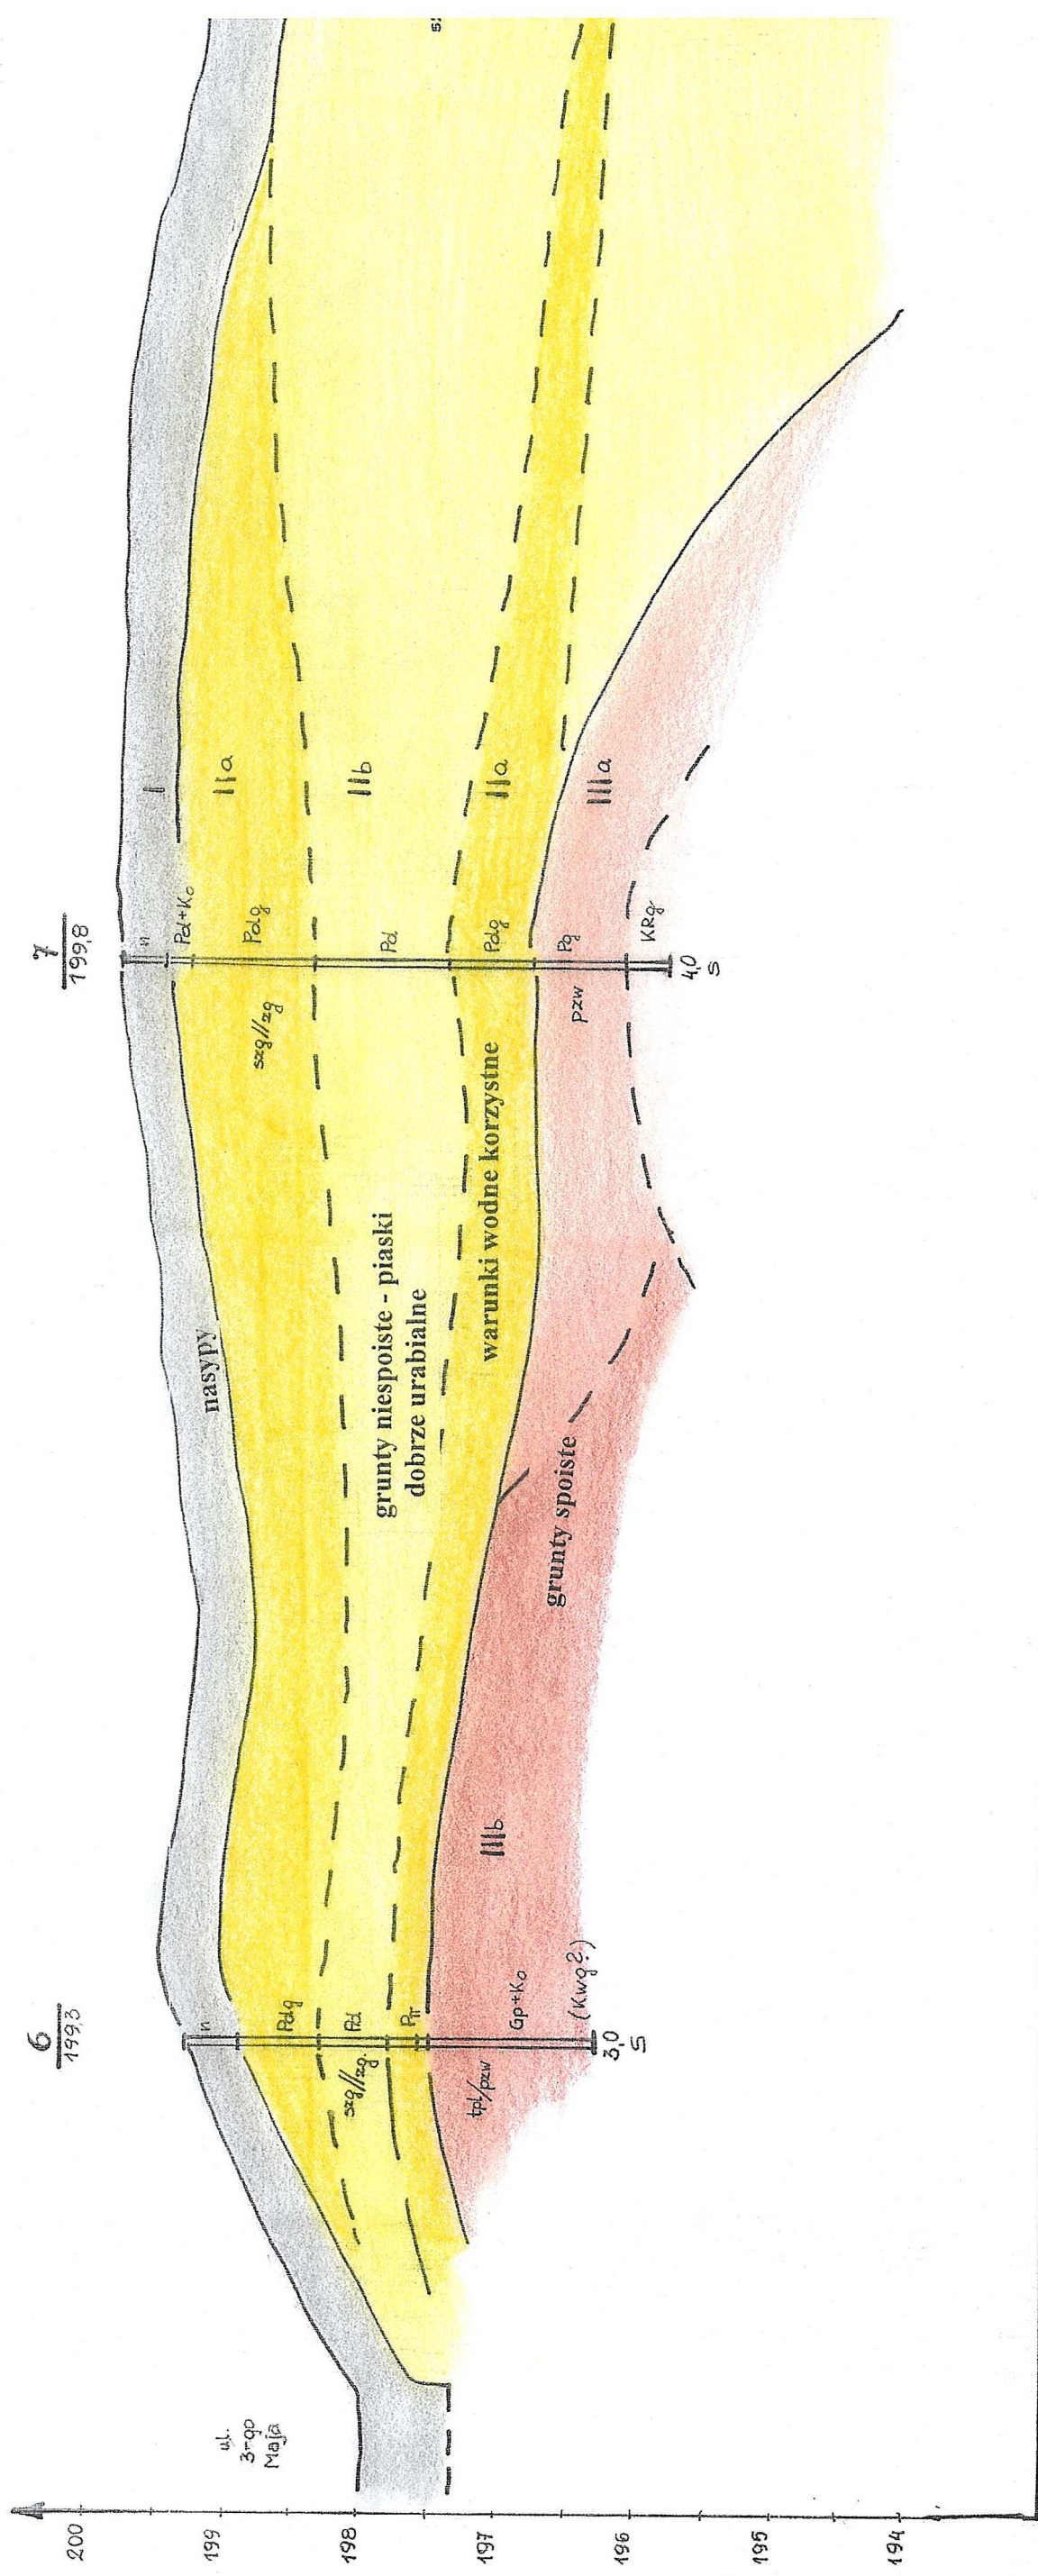 200
199
198
197
196
195
194
ul.
3-go
Maja
6
199,3
n
Pdg
Pd
Pπ
Gp+Ko
(KWg?)
szg//zg.
tpl/pzw
3,0
S
IIIb
nasypy
grunty niespoiste - piaski
dobrze urabialne
warunki wodne korzystne
grunty spoiste
7
199,8
n
Pd+Ko
Pdg
Pd
Pdg
Pg
KRg
szg//zg
pzw
4,0
S
I
IIa
IIb
IIa
IIIa